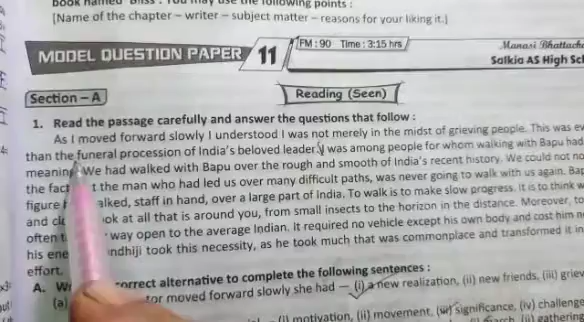 book named 'Bliss'. You may use the following points :
[Name of the chapter – writer – subject matter – reasons for your liking it.]
MODEL QUESTION PAPER 11
FM : 90 Time : 3:15 hrs
Manasi Bhattach
Salkia AS High Scl
Section – A
Reading (Seen)
1. Read the passage carefully and answer the questions that follow :
As I moved forward slowly I understood I was not merely in the midst of grieving people. This was ev
than the funeral procession of India's beloved leader. I was among people for whom walking with Bapu had
meaning. We had walked with Bapu over the rough and smooth of India's recent history. We could not no
the fact t the man who had led us over many difficult paths, was never going to walk with us again. Bap
figure alked, staff in hand, over a large part of India. To walk is to make slow progress. It is to think w
and ok at all that is around you, from small insects to the horizon in the distance. Moreover, to
often way open to the average Indian. It required no vehicle except his own body and cost him n
his ene ndhiji took this necessity, as he took much that was commonplace and transformed it in
effort.
A. correct alternative to complete the following sentences :
(a) tor moved forward slowly she had — (i) a new realization, (ii) new friends, (iii) griev
(i) motivation, (ii) movement, (iii) significance, (iv) challenge
(ii) gathering